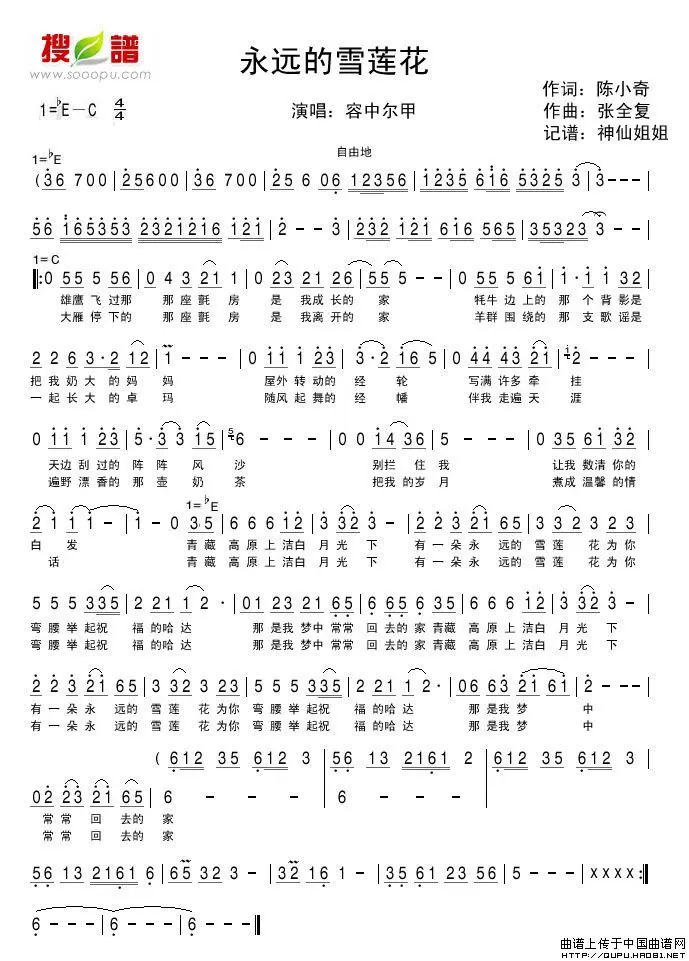 搜谱
www.sooopu.com
永远的雪莲花
作词：陈小奇
1=♭E－C 4/4
演唱：容中尔甲
作曲：张全复
记谱：神仙姐姐
1=♭E
自由地
(36 700 | 25600 | 36 700 | 25 6 06 12356 | 1235 616 5325 3 | 3--- |
56 165353 2321216 121 | 2 - - 3 | 235 121 616 565 | 35323 3 - - |
1=C
0 55 5 56 | 0 4 3 21 1 | 0 23 21 26 | 55 5 - - | 0 55 5 61 | 1 · 1 1 32 |
雄鹰 飞 过那 那 座 氈 房 是 我成长的 家 牦牛 边 上的 那 个 背 影是
大雁 停 下的 那 座 氈 房 是 我离开的 家 羊群 围 绕的 那 支 歌 谣是
2 2 6 3 · 2 12 | 1 - - - | 0 11 1 23 | 3 · 2 165 | 0 44 43 21 | 2 - - - |
把 我 奶 大 的 妈 妈 屋外 转 动的 经 轮 写满 许多 牵 挂
一 起 长 大 的 卓 玛 随风 起 舞的 经 幡 伴我 走遍 天 涯
0 11 1 23 | 5 · 3 3 15 | 6 - - - | 0 0 14 36 | 5 - - - | 0 35 61 32 |
天边 刮 过的 阵 阵 风 沙 别拦 住 我 让我 数清 你的
遍野 漂 香的 那 壶 奶 茶 把我 的岁 月 煮成 温馨 的情
1=♭E
21 1 1 - | 1 - 0 35 | 6 6 6 12 | 3 32 3 - | 2 2 3 21 65 | 3 32 3 23 |
白 发 青藏 高 原 上 洁白 月 光 下 有 一 朵 永 远的 雪 莲 花 为你
话 青藏 高 原 上 洁白 月 光 下 有 一 朵 永 远的 雪 莲 花 为你
5 5 5 335 | 2 21 2 · | 01 23 55 65 | 6 65 6 35 | 6 6 6 12 | 3 32 3 - |
弯 腰 举 起祝 福 的哈 达 那 是我 梦中 常常 回 去的 家 青藏 高 原 上 洁白 月 光 下
弯 腰 举 起祝 福 的哈 达 那 是我 梦中 常常 回 去的 家 青藏 高 原 上 洁白 月 光 下
2 2 3 21 65 | 3 32 3 23 | 5 5 5 335 | 2 21 2 · | 06 63 21 61 | 2 - - |
有 一 朵 永 远的 雪 莲 花 为你 弯 腰 举 起祝 福 的哈 达 那 是我 梦 中
有 一 朵 永 远的 雪 莲 花 为你 弯 腰 举 起祝 福 的哈 达 那 是我 梦 中
(612 35 612 35 | 56 13 2161 2 | 612 35 612 35 |
02 23 21 65 | 6 - - - | 6 - - - |
常 常 回 去的 家
常 常 回 去的 家
56 13 2161 6 | 65 32 32 3 - | 32 16 1 - | 35 61 23 56 | 5 - - - | xxxx :|
6 - - - | 6 - - - |
曲谱上传于中国曲谱网
HTTP://QUPU.HAO81.NET